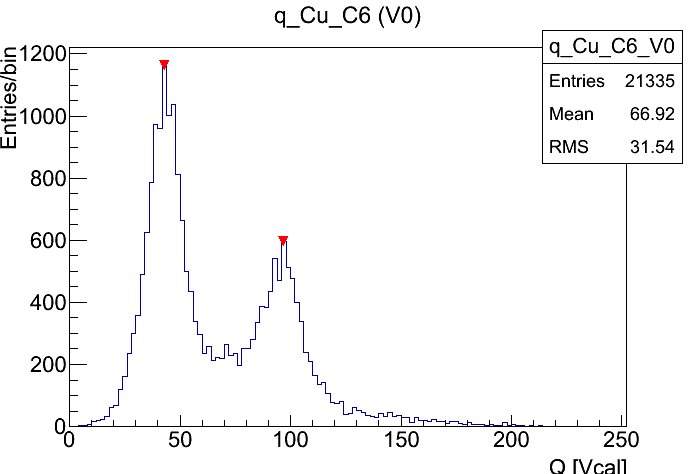 q_Cu_C6 (V0)
q_Cu_C6_V0
Entries 21335
Mean 66.92
RMS 31.54
Entries/bin
1200
1000
800
600
400
200
0
0 50 100 150 200 250
Q [Vcal]